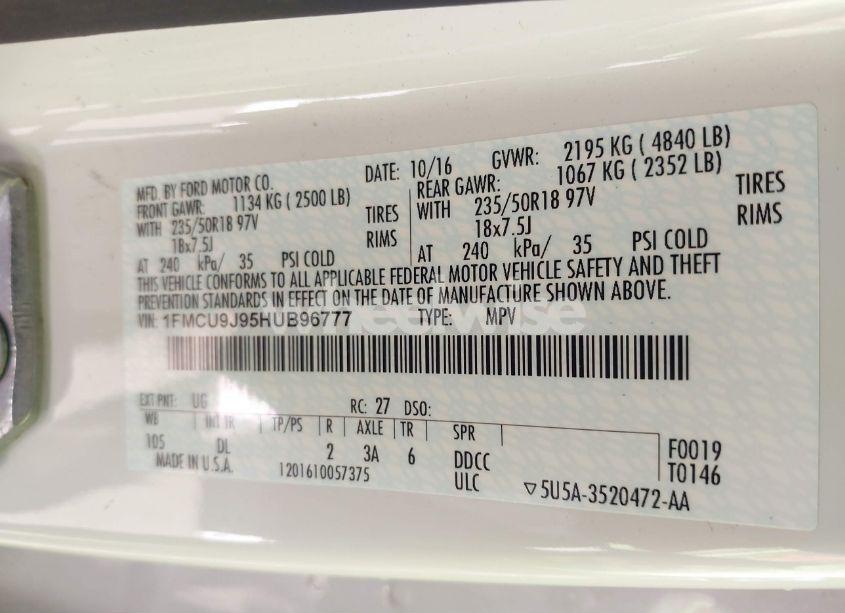 MFD. BY FORD MOTOR CO. DATE: 10/16 GVWR: 2195 KG ( 4840 LB)
FRONT GAWR: 1134 KG ( 2500 LB) REAR GAWR: 1067 KG ( 2352 LB)
WITH 235/50R18 97V TIRES WITH 235/50R18 97V TIRES
18x7.5J RIMS 18x7.5J RIMS
AT 240 kPa/ 35 PSI COLD AT 240 kPa/ 35 PSI COLD
THIS VEHICLE CONFORMS TO ALL APPLICABLE FEDERAL MOTOR VEHICLE SAFETY AND THEFT
PREVENTION STANDARDS IN EFFECT ON THE DATE OF MANUFACTURE SHOWN ABOVE.
VIN: 1FMCU9J95HUB96777 TYPE: MPV
EXT PNT: UG RC: 27 DSO:
WB INT TR TP/PS R AXLE TR SPR
105 DL 2 3A 6 DDCC F0019
MADE IN U.S.A. 1201610057375 ULC ▽5U5A-3520472-AA T0146